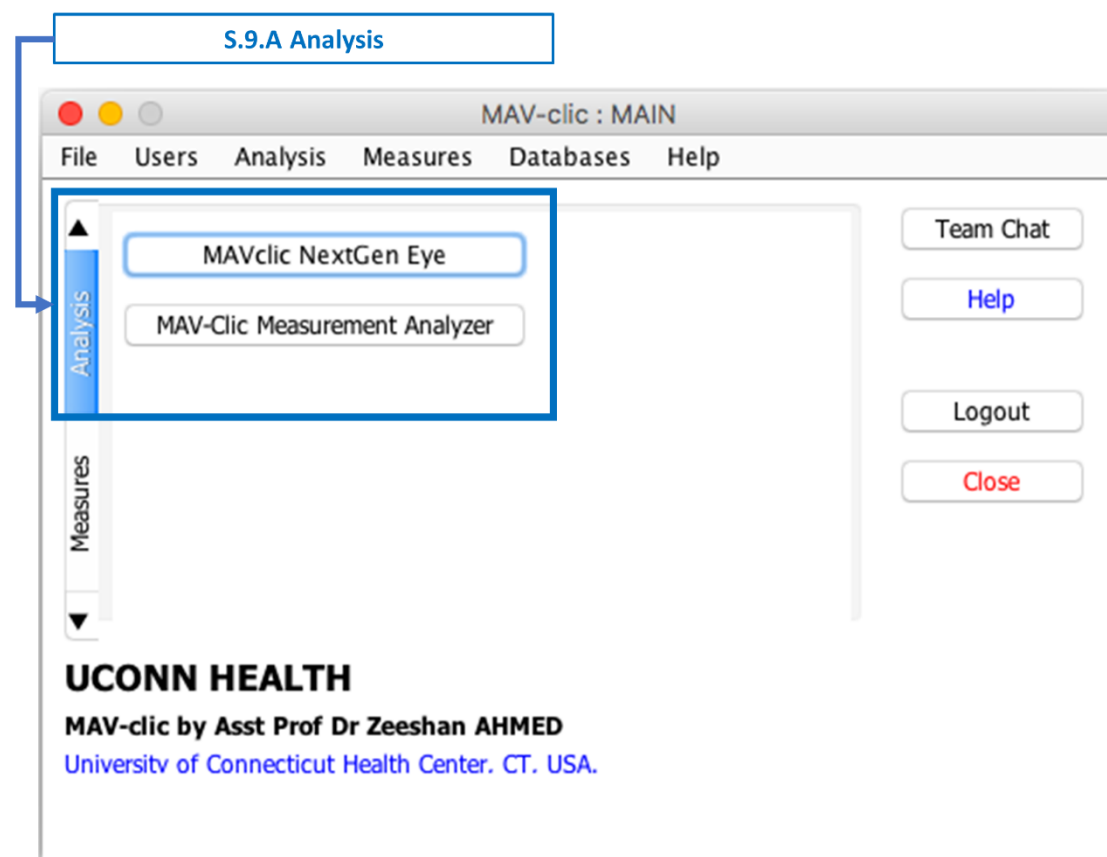 S.9.A Analysis
MAV-clic : MAIN
File Users Analysis Measures Databases Help
Analysis
Measures
MAVclic NextGen Eye
MAV-Clic Measurement Analyzer
Team Chat
Help
Logout
Close
UCONN HEALTH
MAV-clic by Asst Prof Dr Zeeshan AHMED
University of Connecticut Health Center. CT. USA.